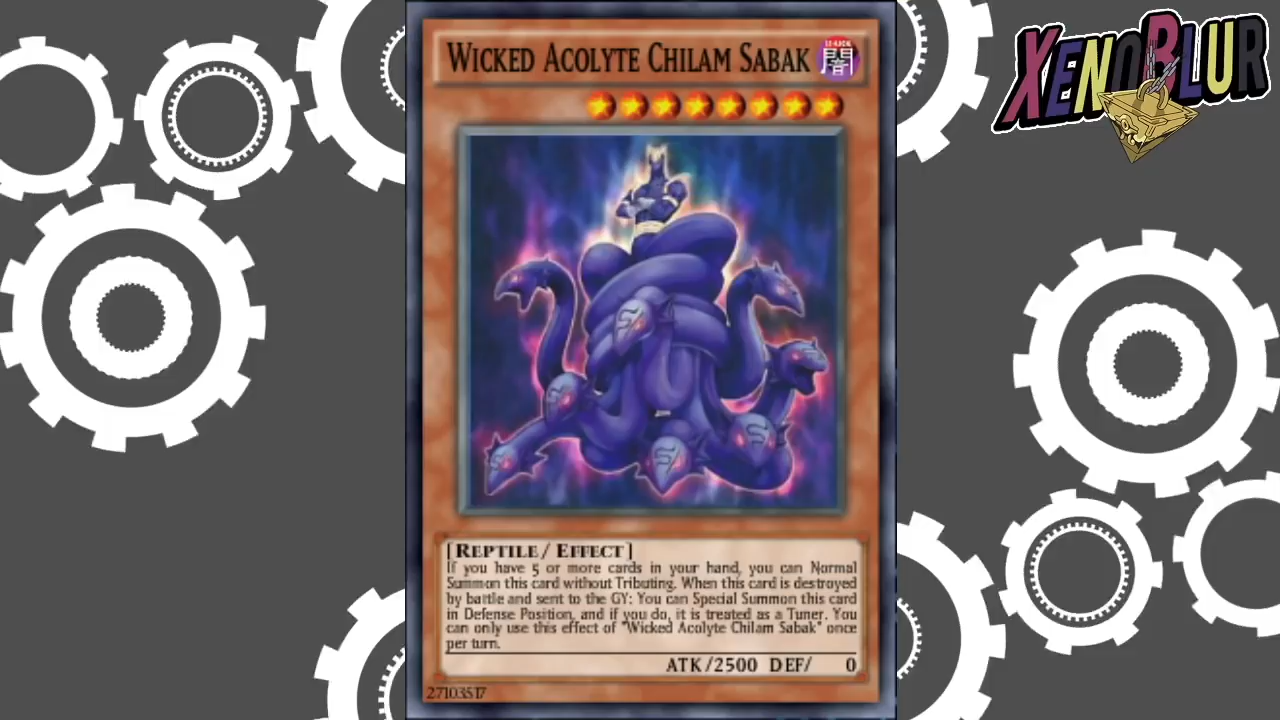 XENOBLUR
WICKED ACOLYTE CHILAM SABAK
闇
[REPTILE/ EFFECT]
If you have 5 or more cards in your hand, you can Normal
Summon this card without Tributing. When this card is destroyed
by battle and sent to the GY: You can Special Summon this card
in Defense Position, and if you do, it is treated as a Tuner. You
can only use this effect of "Wicked Acolyte Chilam Sabak" once
per turn.
ATK/2500 DEF/ 0
27103517